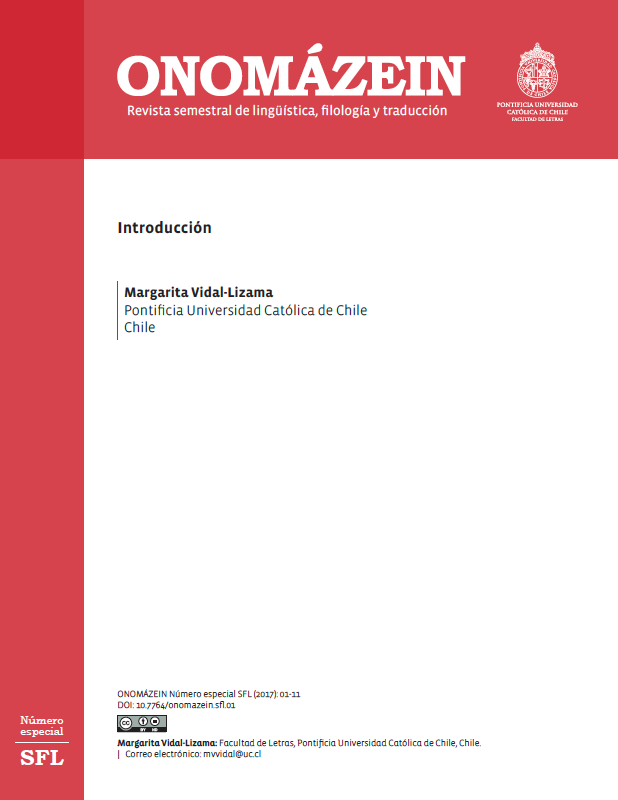 ONOMÁZEIN
Revista semestral de lingüística, filología y traducción
PONTIFICIA UNIVERSIDAD
CATÓLICA DE CHILE
FACULTAD DE LETRAS
Introducción
Margarita Vidal-Lizama
Pontificia Universidad Católica de Chile
Chile
ONOMÁZEIN Número especial SFL (2017): 01-11
DOI: 10.7764/onomazein.sfl.01
cc BY ND
Margarita Vidal-Lizama: Facultad de Letras, Pontificia Universidad Católica de Chile, Chile.
| Correo electrónico: mvvidal@uc.cl
Número
especial
SFL